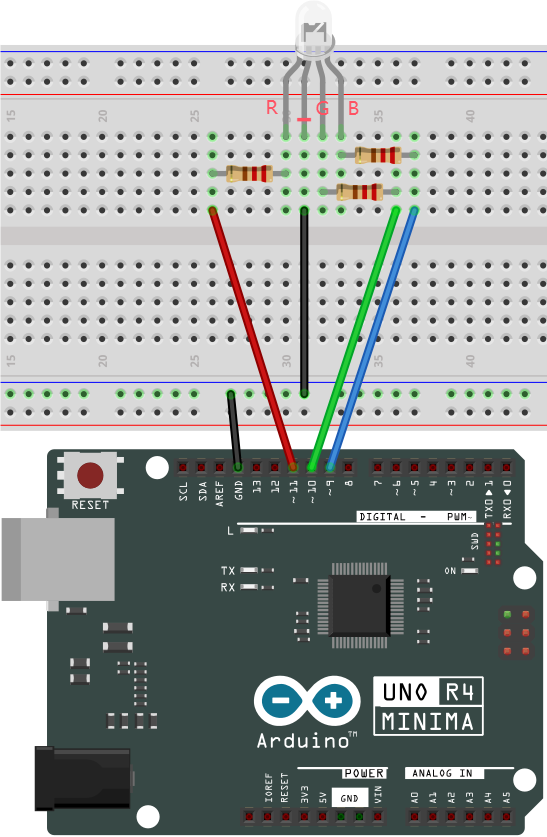 R - G B
15 20 25 30 35 40
15 20 25 30 35 40
RESET
SCL SDA AREF GND 13 12 ~11 ~10 ~9 8 7 ~6 ~5 4 ~3 2 TX▶1 RX◀0
DIGITAL - PWM~
L
SWD
TX
RX
ON
UNO R4
MINIMA
Arduino™
POWER ANALOG IN
IOREF RESET 3V3 5V GND VIN A0 A1 A2 A3 A4 A5